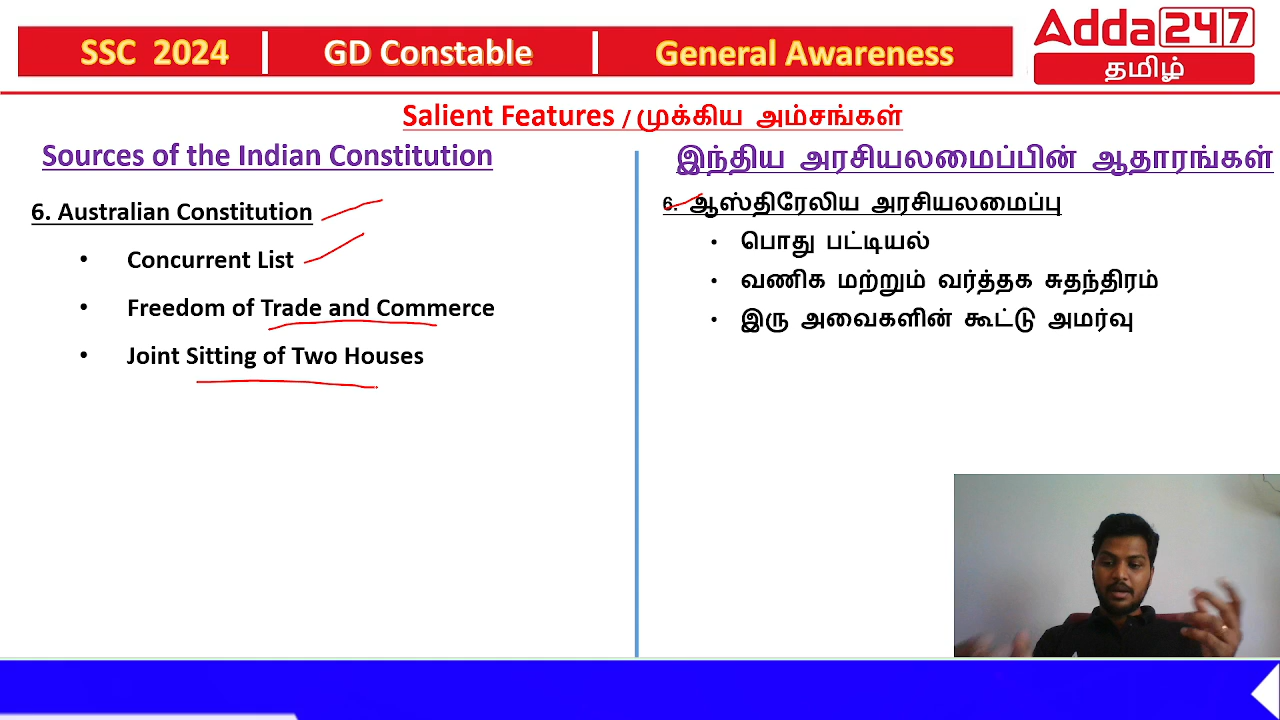 SSC 2024 GD Constable General Awareness
Adda247
தமிழ்
Salient Features / முக்கிய அம்சங்கள்
Sources of the Indian Constitution
6. Australian Constitution
• Concurrent List
• Freedom of Trade and Commerce
• Joint Sitting of Two Houses
இந்திய அரசியலமைப்பின் ஆதாரங்கள்
6. ஆஸ்திரேலிய அரசியலமைப்பு
• பொது பட்டியல்
• வணிக மற்றும் வர்த்தக சுதந்திரம்
• இரு அவைகளின் கூட்டு அமர்வு